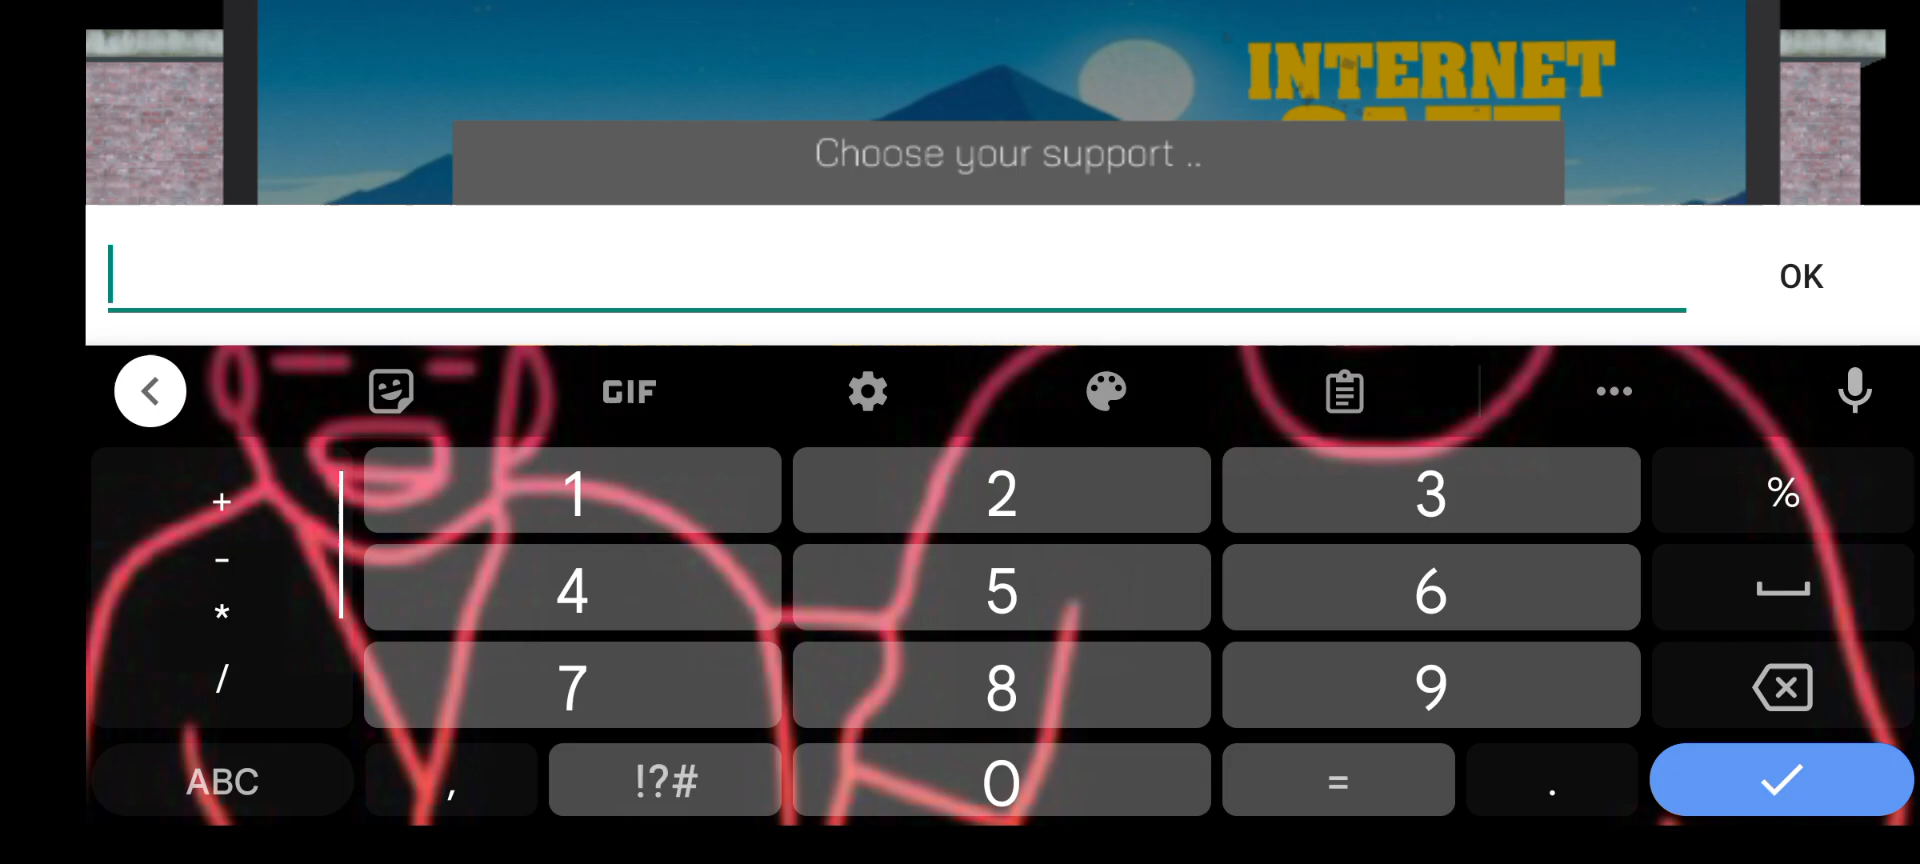 INTERNET
Choose your support ..
OK
GIF
+ 1 2 3 %
-
4 5 6
*
/ 7 8 9
ABC , !?# 0 = .